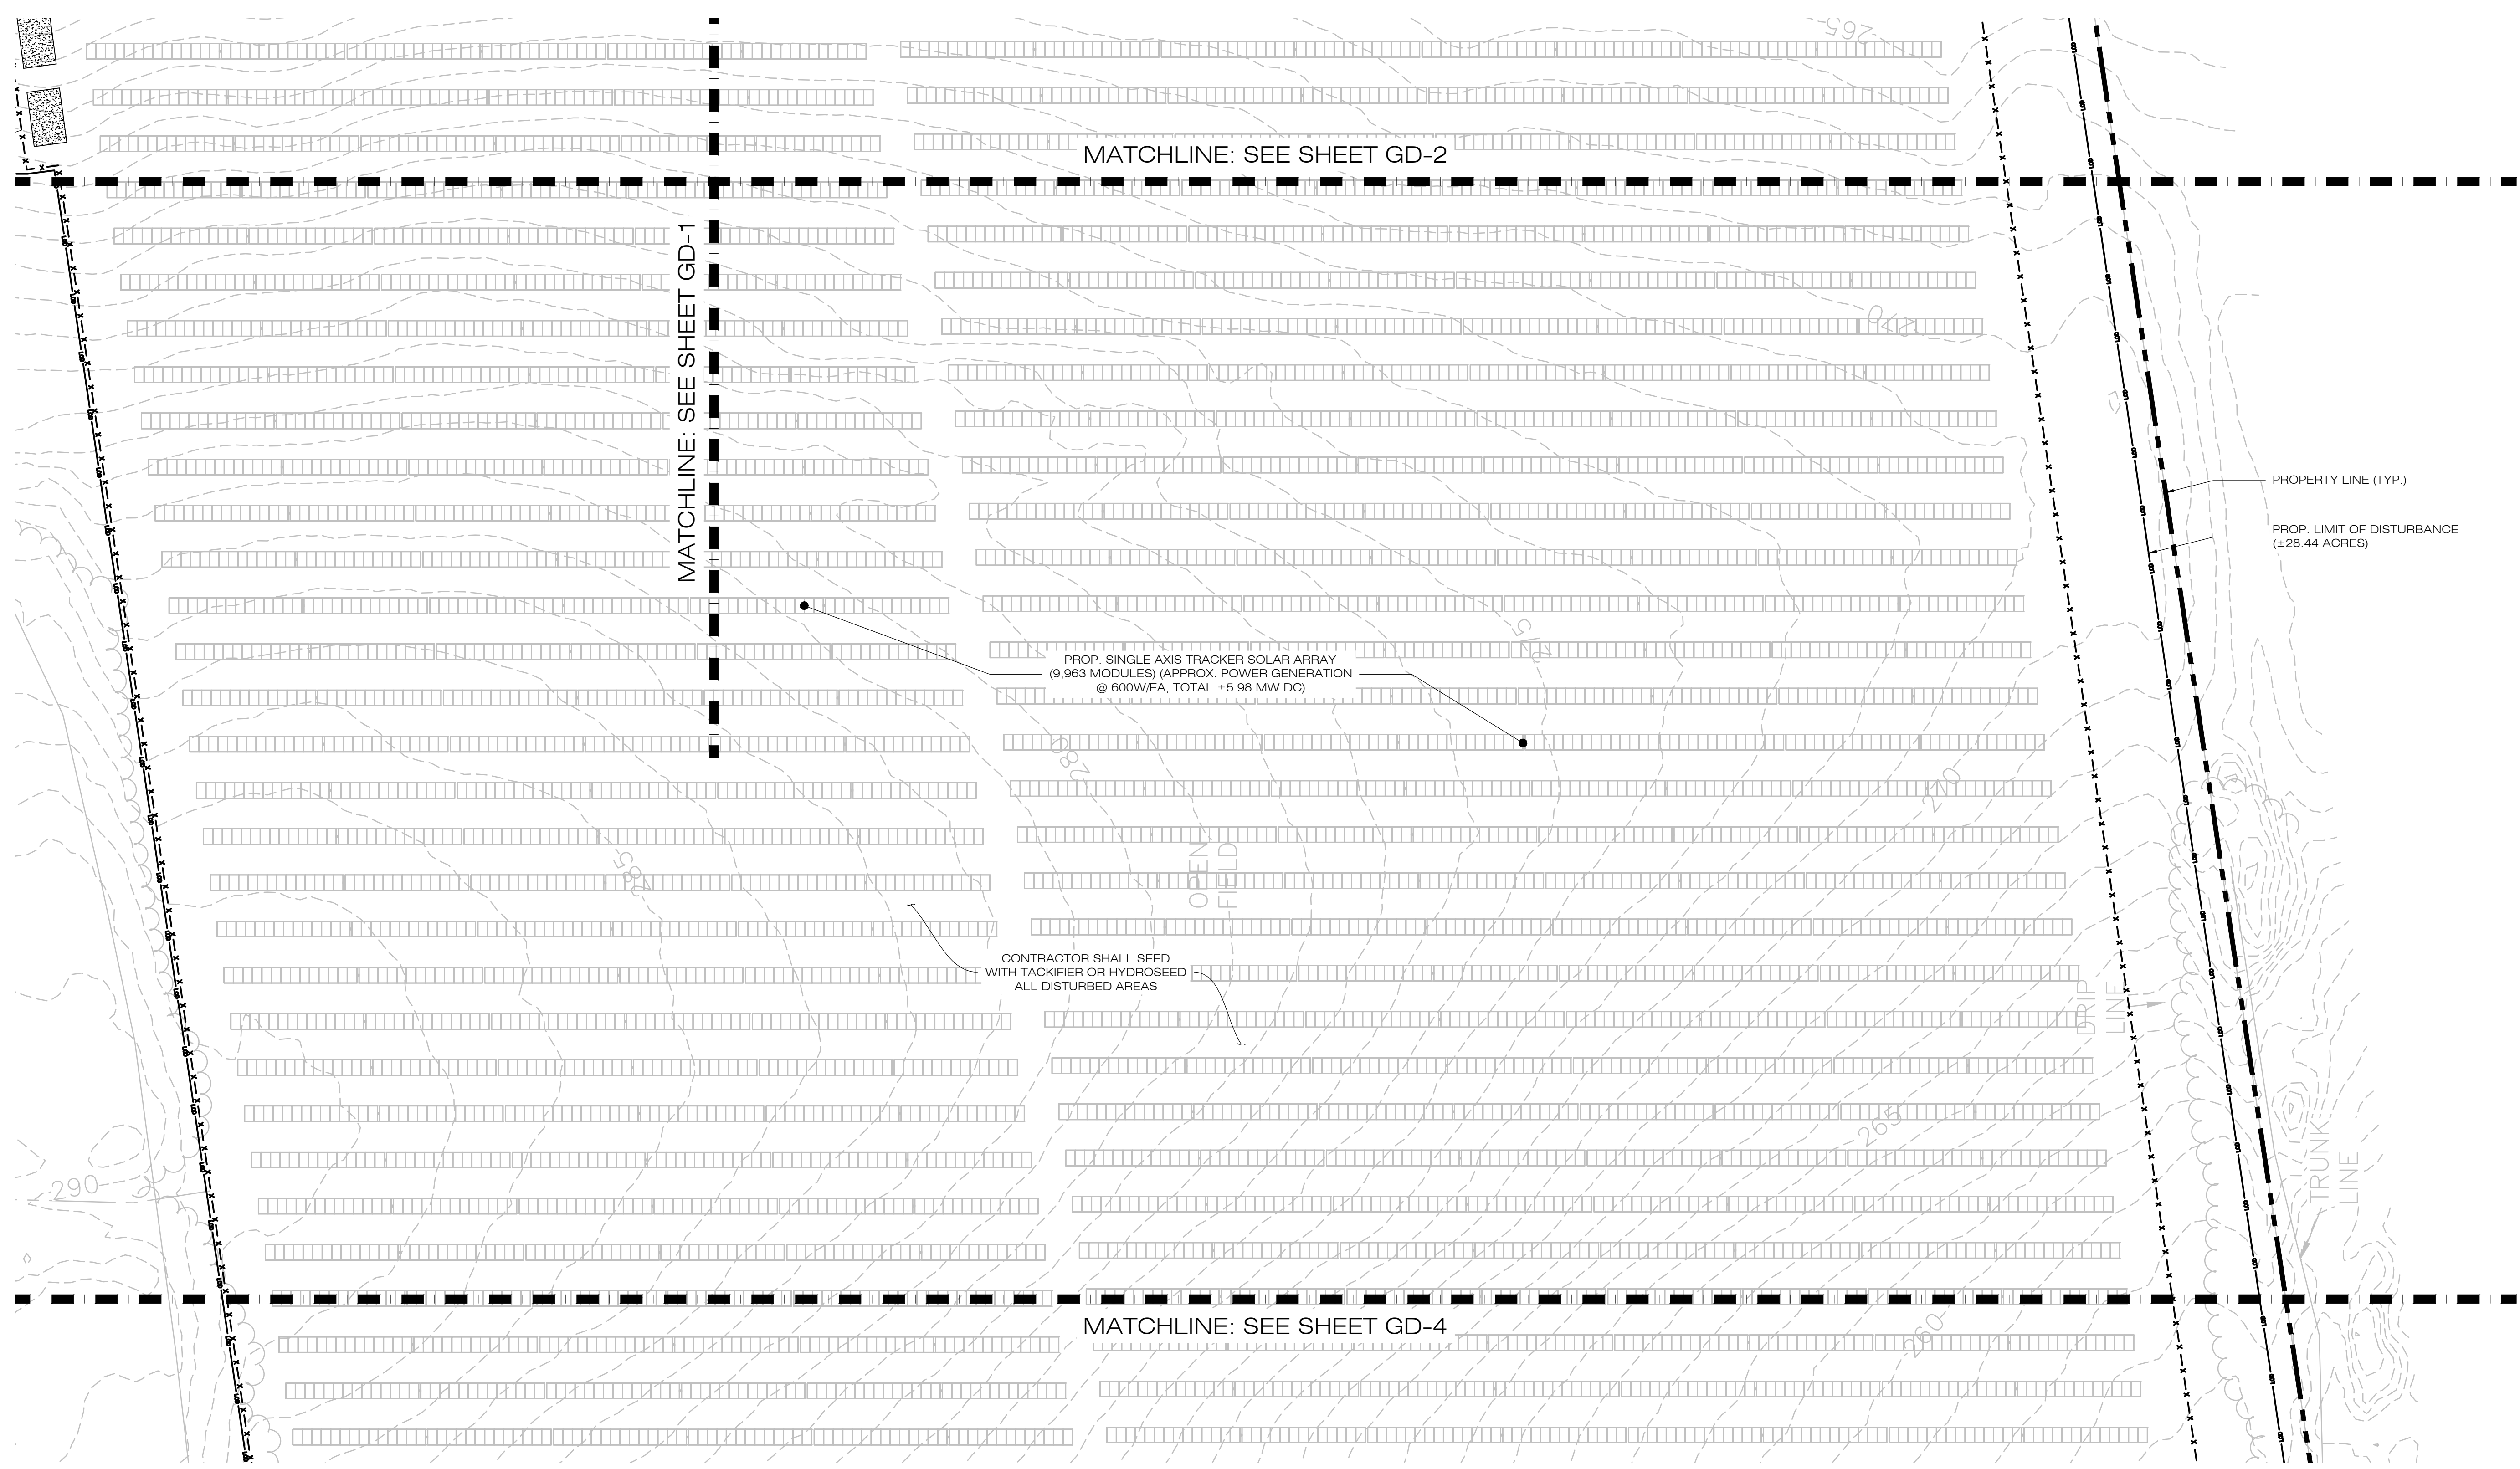 265
MATCHLINE: SEE SHEET GD-2
MATCHLINE: SEE SHEET GD-1
270
PROPERTY LINE (TYP.)
PROP. LIMIT OF DISTURBANCE
(±28.44 ACRES)
275
PROP. SINGLE AXIS TRACKER SOLAR ARRAY
(9,963 MODULES) (APPROX. POWER GENERATION
@ 600W/EA, TOTAL ±5.98 MW DC)
280
270
OPEN
FIELD
285
CONTRACTOR SHALL SEED
WITH TACKIFIER OR HYDROSEED
ALL DISTURBED AREAS
DRIP
LINE
265
TRUNK
LINE
290
MATCHLINE: SEE SHEET GD-4
260